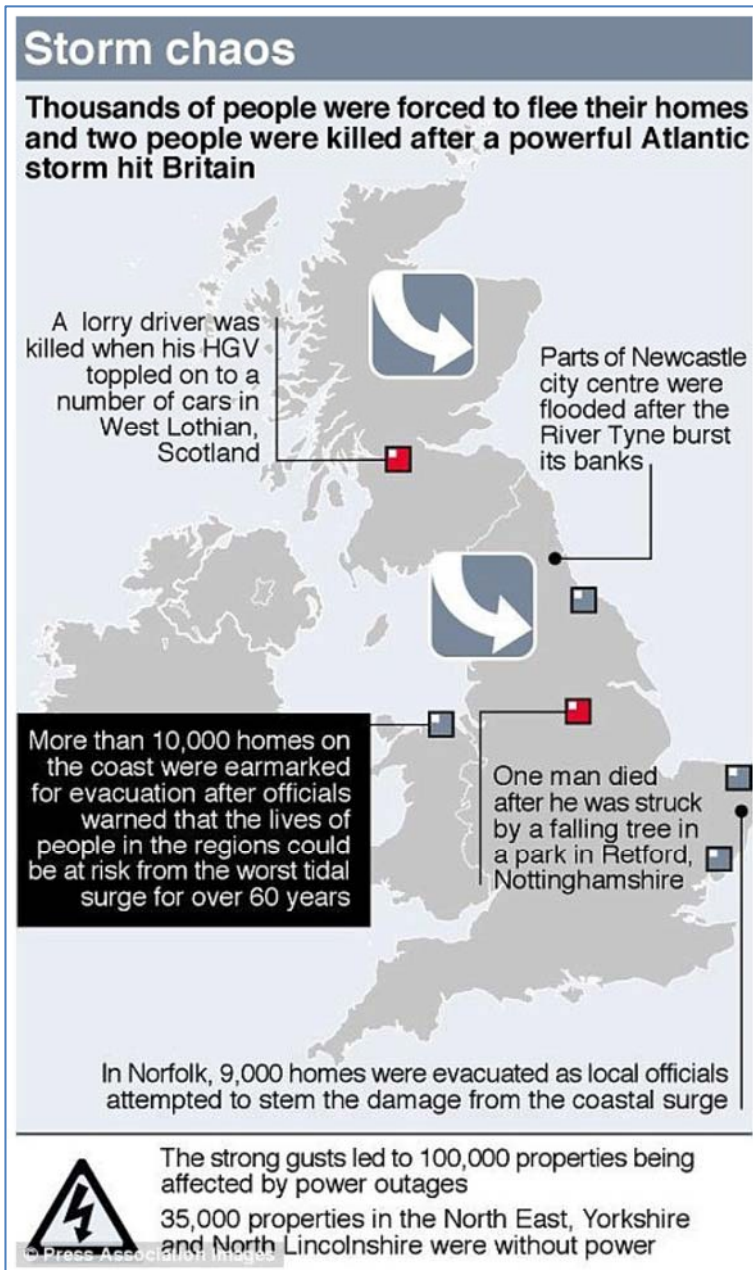 Storm chaos
Thousands of people were forced to flee their homes
and two people were killed after a powerful Atlantic
storm hit Britain
A lorry driver was
killed when his HGV
toppled on to a
number of cars in
West Lothian,
Scotland
Parts of Newcastle
city centre were
flooded after the
River Tyne burst
its banks
More than 10,000 homes on
the coast were earmarked
for evacuation after officials
warned that the lives of
people in the regions could
be at risk from the worst tidal
surge for over 60 years
One man died
after he was struck
by a falling tree in
a park in Retford,
Nottinghamshire
In Norfolk, 9,000 homes were evacuated as local officials
attempted to stem the damage from the coastal surge
The strong gusts led to 100,000 properties being
affected by power outages
35,000 properties in the North East, Yorkshire
and North Lincolnshire were without power
© Press Association Images